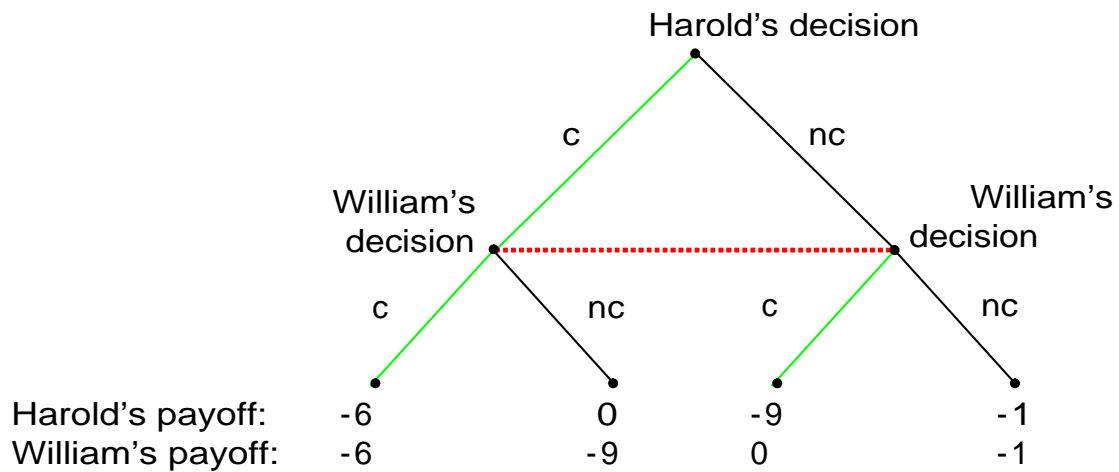 Harold's decision
c
nc
William's
decision
William's
decision
c
nc
c
nc
Harold's payoff: -6 0 -9 -1
William's payoff: -6 -9 0 -1